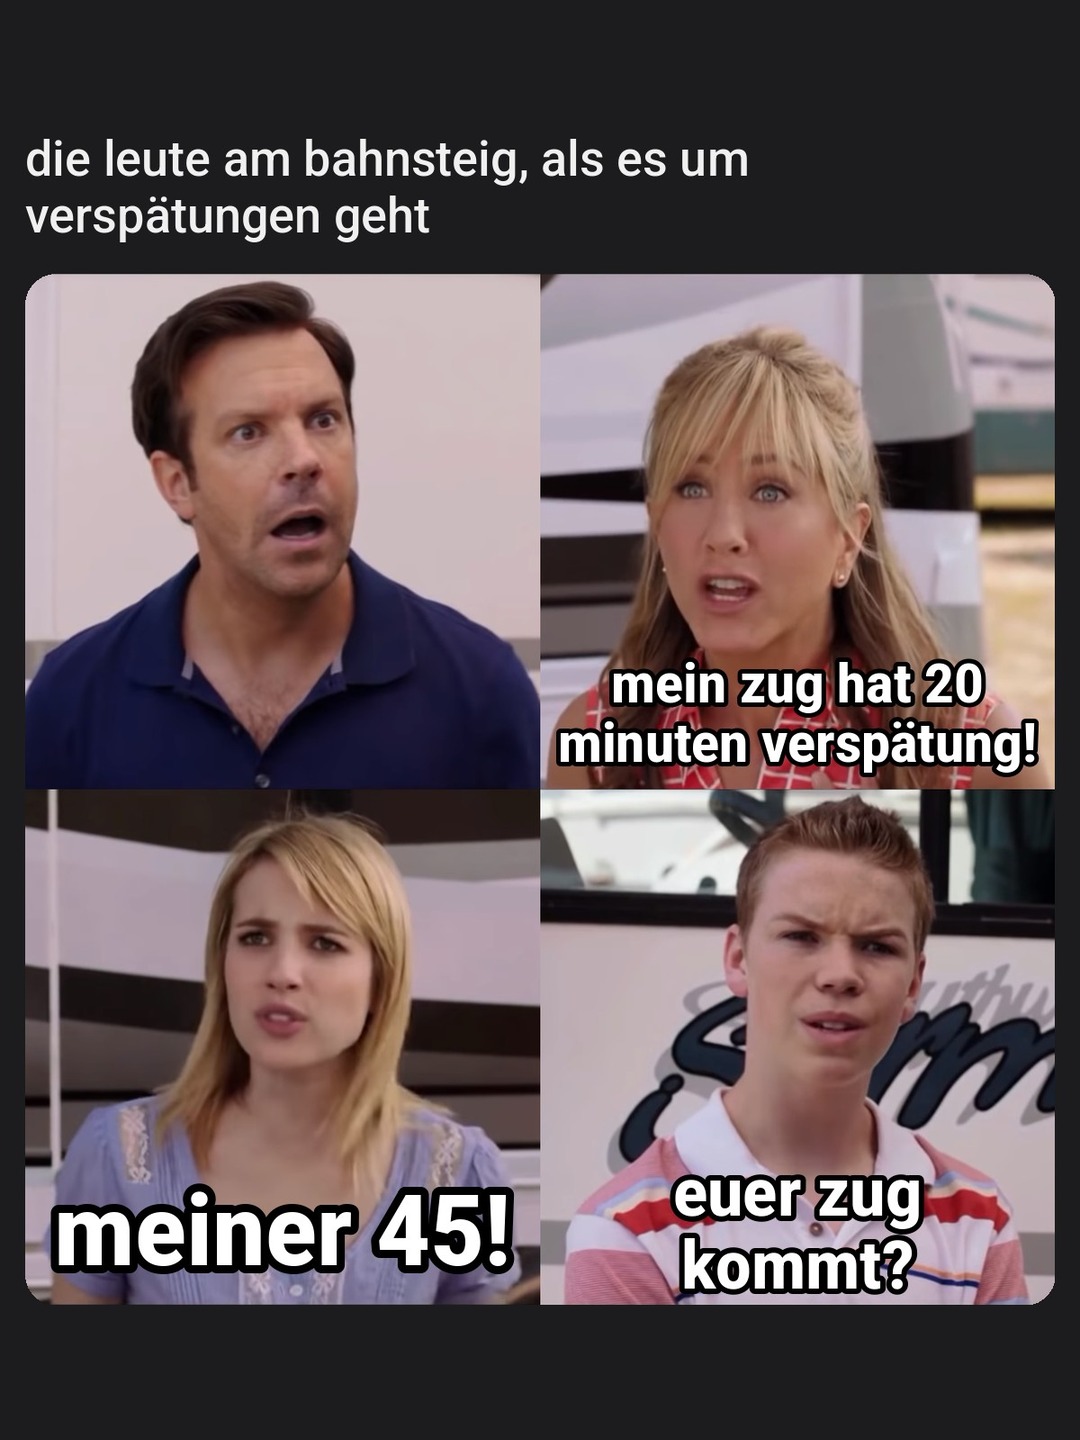 die leute am bahnsteig, als es um
verspätungen geht
mein zug hat 20
minuten verspätung!
meiner 45!
euer zug
kommt?